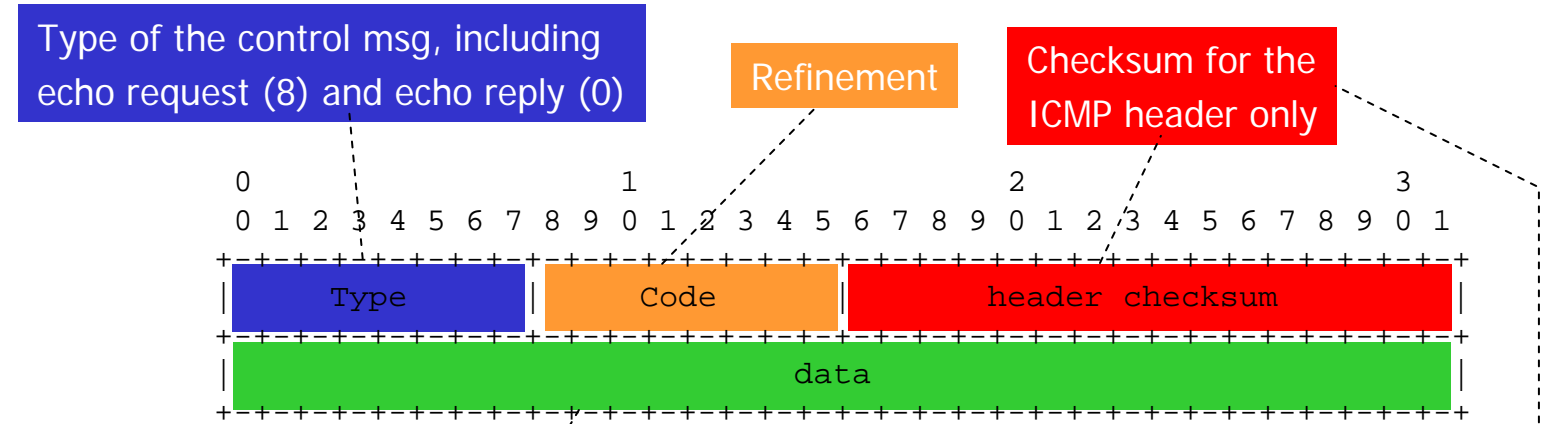 Type of the control msg, including
echo request (8) and echo reply (0)
Refinement
Checksum for the
ICMP header only
0 1 2 3
0 1 2 3 4 5 6 7 8 9 0 1 2 3 4 5 6 7 8 9 0 1 2 3 4 5 6 7 8 9 0 1
+-+-+-+-+-+-+-+-+-+-+-+-+-+-+-+-+-+-+-+-+-+-+-+-+-+-+-+-+-+-+-+-+
| Type | Code | header checksum |
+-+-+-+-+-+-+-+-+-+-+-+-+-+-+-+-+-+-+-+-+-+-+-+-+-+-+-+-+-+-+-+-+
| data |
+-+-+-+-+-+-+-+-+-+-+-+-+-+-+-+-+-+-+-+-+-+-+-+-+-+-+-+-+-+-+-+-+